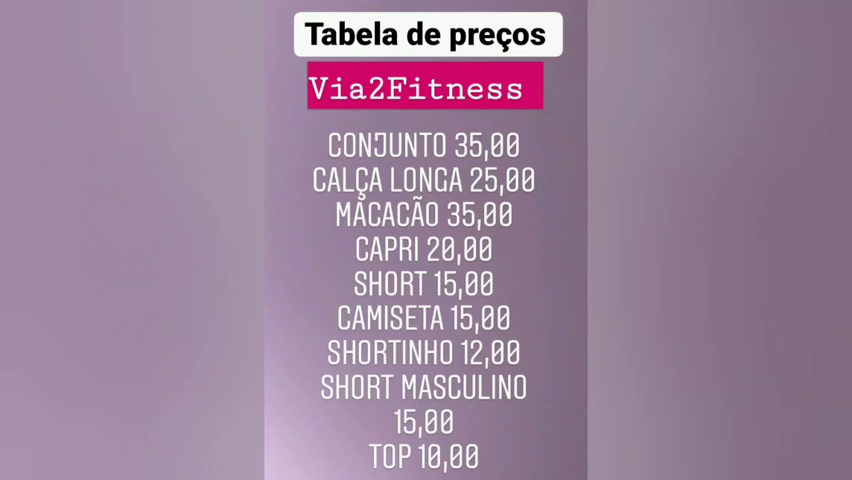 Tabela de preços
Via2Fitness
CONJUNTO 35,00
CALÇA LONGA 25,00
MACACÃO 35,00
CAPRI 20,00
SHORT 15,00
CAMISETA 15,00
SHORTINHO 12,00
SHORT MASCULINO
15,00
TOP 10,00